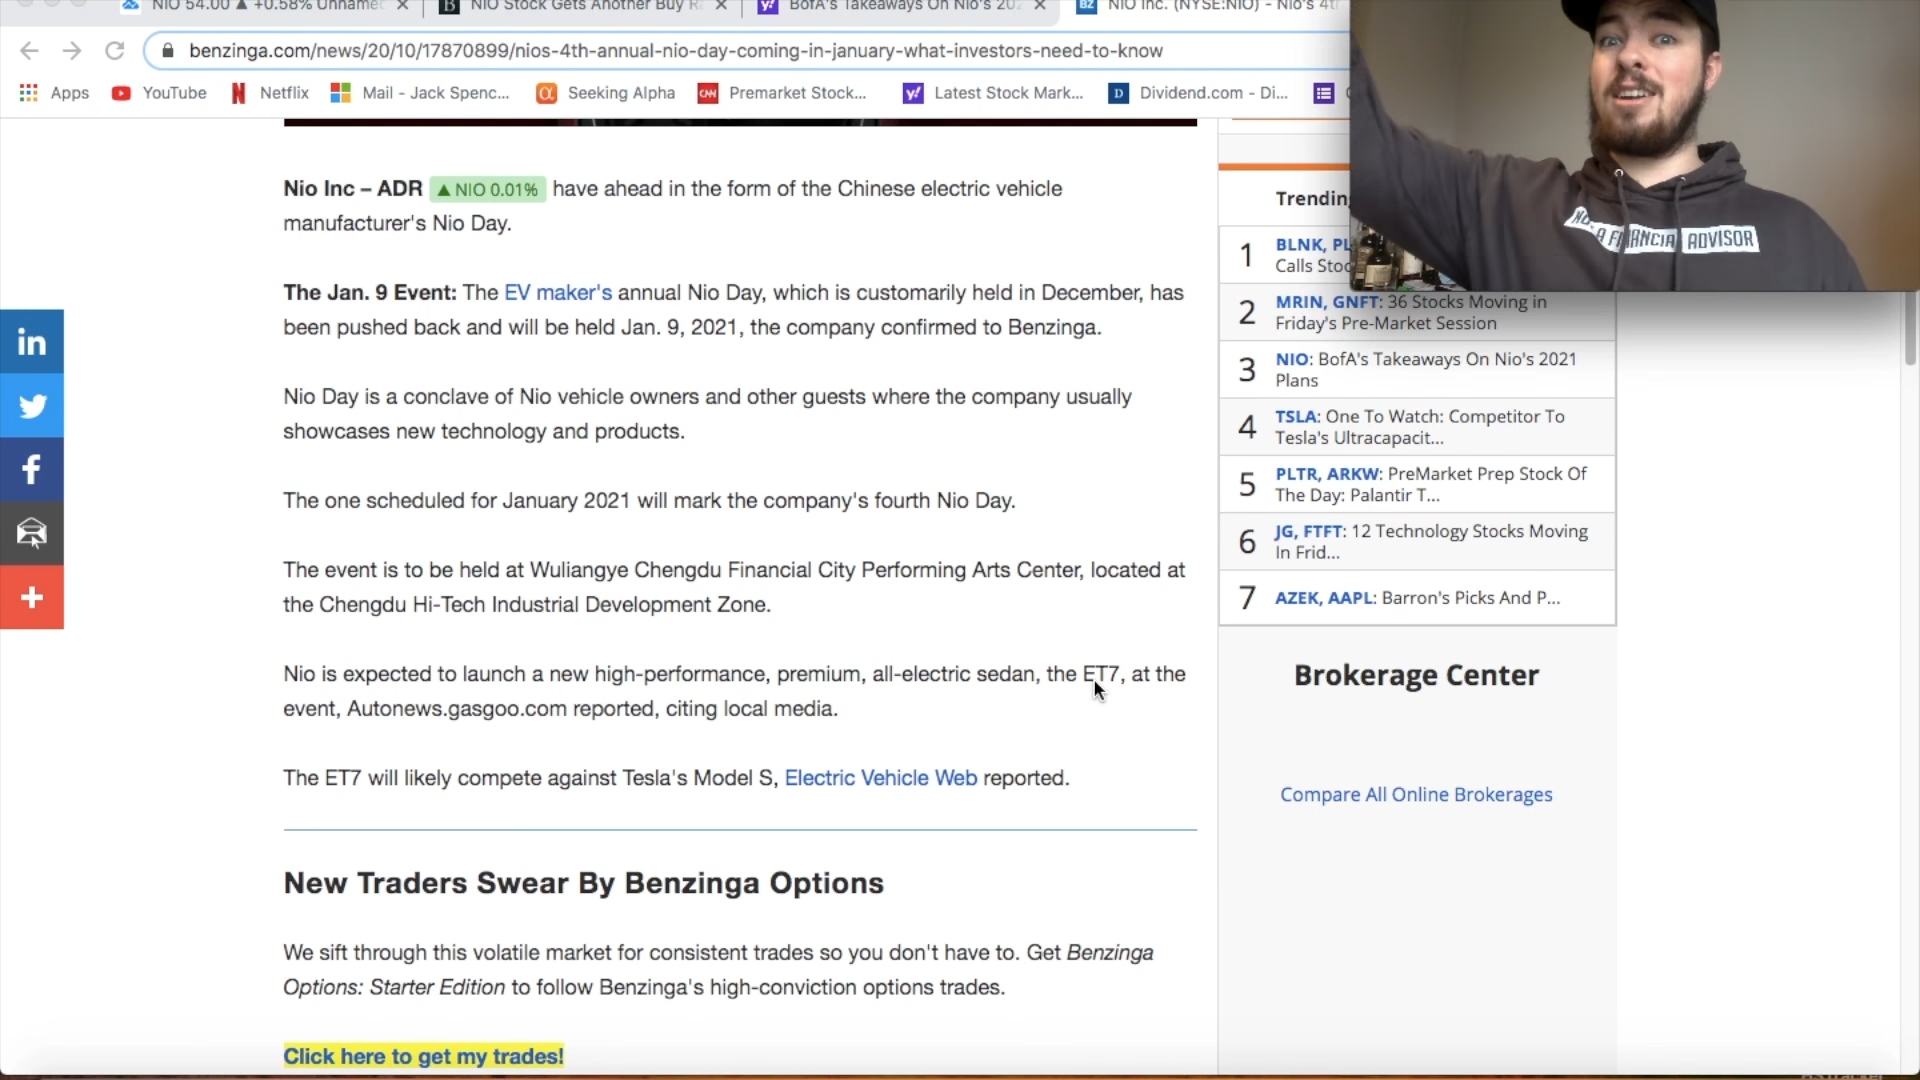 NIO 54.00 ▲ +0.58% Unnamed
NIO Stock Gets Another Buy R
BofA's Takeaways On Nio's 202
NIO Inc. (NYSE:NIO) - Nio's 4th
benzinga.com/news/20/10/17870899/nios-4th-annual-nio-day-coming-in-january-what-investors-need-to-know
Apps YouTube Netflix Mail - Jack Spenc... Seeking Alpha Premarket Stock... Latest Stock Mark... Dividend.com - Di...
Nio Inc – ADR ▲ NIO 0.01% have ahead in the form of the Chinese electric vehicle
manufacturer's Nio Day.
The Jan. 9 Event: The EV maker's annual Nio Day, which is customarily held in December, has
been pushed back and will be held Jan. 9, 2021, the company confirmed to Benzinga.
Nio Day is a conclave of Nio vehicle owners and other guests where the company usually
showcases new technology and products.
The one scheduled for January 2021 will mark the company's fourth Nio Day.
The event is to be held at Wuliangye Chengdu Financial City Performing Arts Center, located at
the Chengdu Hi-Tech Industrial Development Zone.
Nio is expected to launch a new high-performance, premium, all-electric sedan, the ET7, at the
event, Autonews.gasgoo.com reported, citing local media.
The ET7 will likely compete against Tesla's Model S, Electric Vehicle Web reported.
New Traders Swear By Benzinga Options
We sift through this volatile market for consistent trades so you don't have to. Get Benzinga
Options: Starter Edition to follow Benzinga's high-conviction options trades.
Click here to get my trades!
in
f
+
A FINANCIAL ADVISOR
Trending
1 BLNK, PL
Calls Stoc
2 MRIN, GNFT: 36 Stocks Moving in
Friday's Pre-Market Session
3 NIO: BofA's Takeaways On Nio's 2021
Plans
4 TSLA: One To Watch: Competitor To
Tesla's Ultracapacit...
5 PLTR, ARKW: PreMarket Prep Stock Of
The Day: Palantir T...
6 JG, FTFT: 12 Technology Stocks Moving
In Frid...
7 AZEK, AAPL: Barron's Picks And P...
Brokerage Center
Compare All Online Brokerages